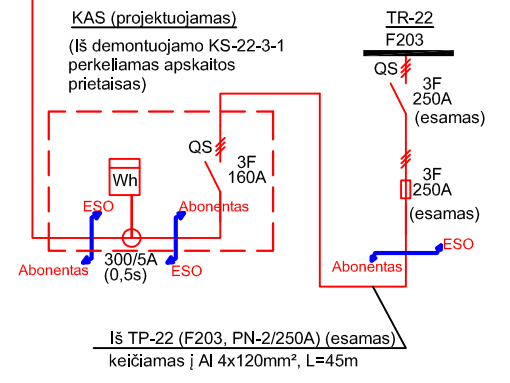 KAS (projektuojamas)
(Iš demontuojamo KS-22-3-1
perkeliamas apskaitos
prietaisas)
TR-22
F203
QS
3F
250A
(esamas)
3F
250A
(esamas)
QS
3F
160A
Wh
ESO
Abonentas
Abonentas
300/5A
(0,5s)
ESO
ESO
Abonentas
Iš TP-22 (F203, PN-2/250A) (esamas)
keičiamas į Al 4x120mm², L=45m